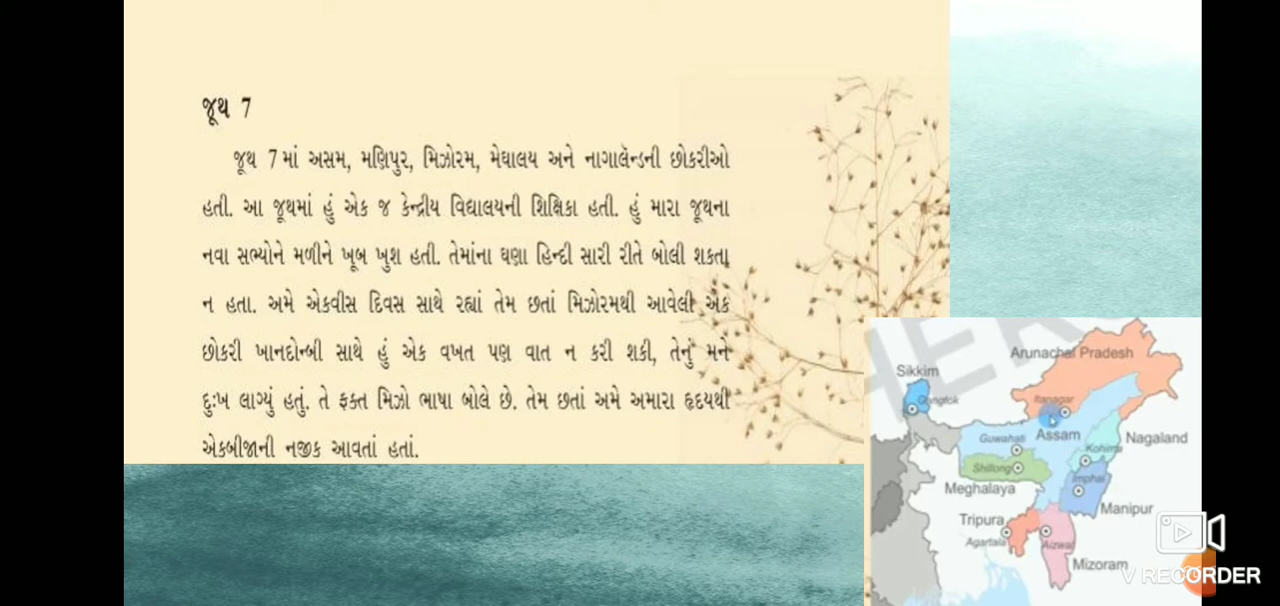 જૂથ 7
જૂથ 7માં અસમ, મણિપુર, મિઝોરમ, મેઘાલય અને નાગાલૅન્ડની છોકરીઓ
હતી. આ જૂથમાં હું એક જ કેન્દ્રીય વિદ્યાલયની શિક્ષિકા હતી. હું મારા જૂથના
નવા સભ્યોને મળીને ખૂબ ખુશ હતી. તેમાંના ઘણા હિન્દી સારી રીતે બોલી શકતા
ન હતા. અમે એકવીસ દિવસ સાથે રહ્યાં તેમ છતાં મિઝોરમથી આવેલી એક
છોકરી ખાનદોન્બી સાથે હું એક વખત પણ વાત ન કરી શકી, તેનું મને
દુઃખ લાગ્યું હતું. તે ફક્ત મિઝો ભાષા બોલે છે. તેમ છતાં અમે અમારા હૃદયથી
એકબીજાની નજીક આવતાં હતાં.
Arunachal Pradesh
Sikkim
Gangtok
Itanagar
Assam
Guwahati
Nagaland
Kohima
Shillong
Imphal
Meghalaya
Manipur
Tripura
Agartala
Aizwal
Mizoram
V RECORDER